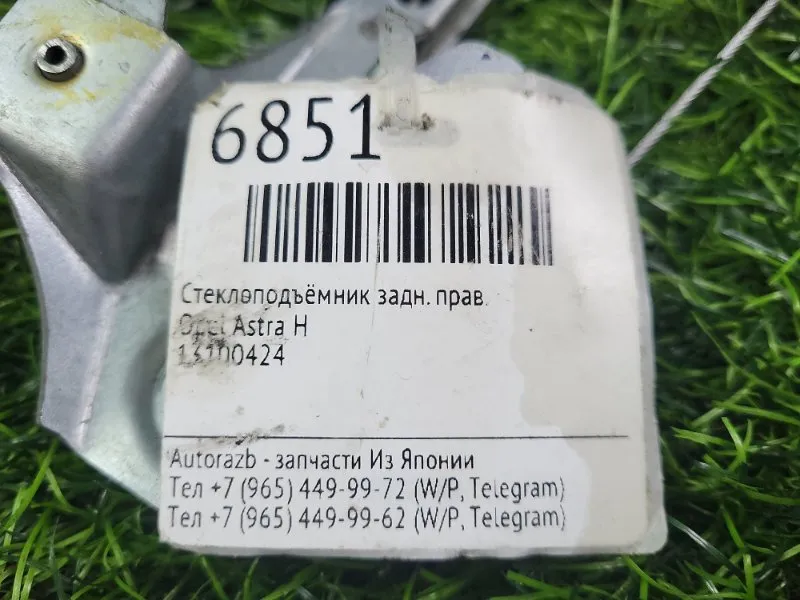 6851
Стеклоподъёмник задн. прав.
Opel Astra H
13100424
Autorazb - запчасти Из Японии
Тел +7 (965) 449-99-72 (W/P, Telegram)
Тел +7 (965) 449-99-62 (W/P, Telegram)